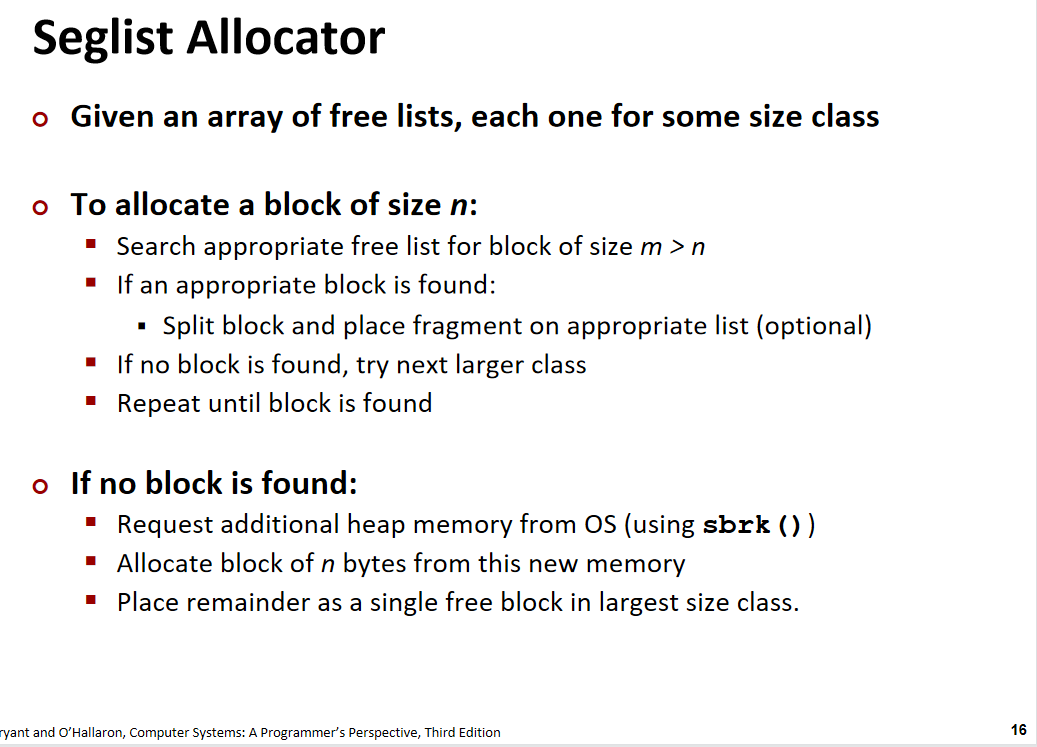 Seglist Allocator
Given an array of free lists, each one for some size class
To allocate a block of size n:
Search appropriate free list for block of size m > n
If an appropriate block is found:
Split block and place fragment on appropriate list (optional)
If no block is found, try next larger class
Repeat until block is found
If no block is found:
Request additional heap memory from OS (using sbrk())
Allocate block of n bytes from this new memory
Place remainder as a single free block in largest size class.
ryant and O'Hallaron, Computer Systems: A Programmer's Perspective, Third Edition
16